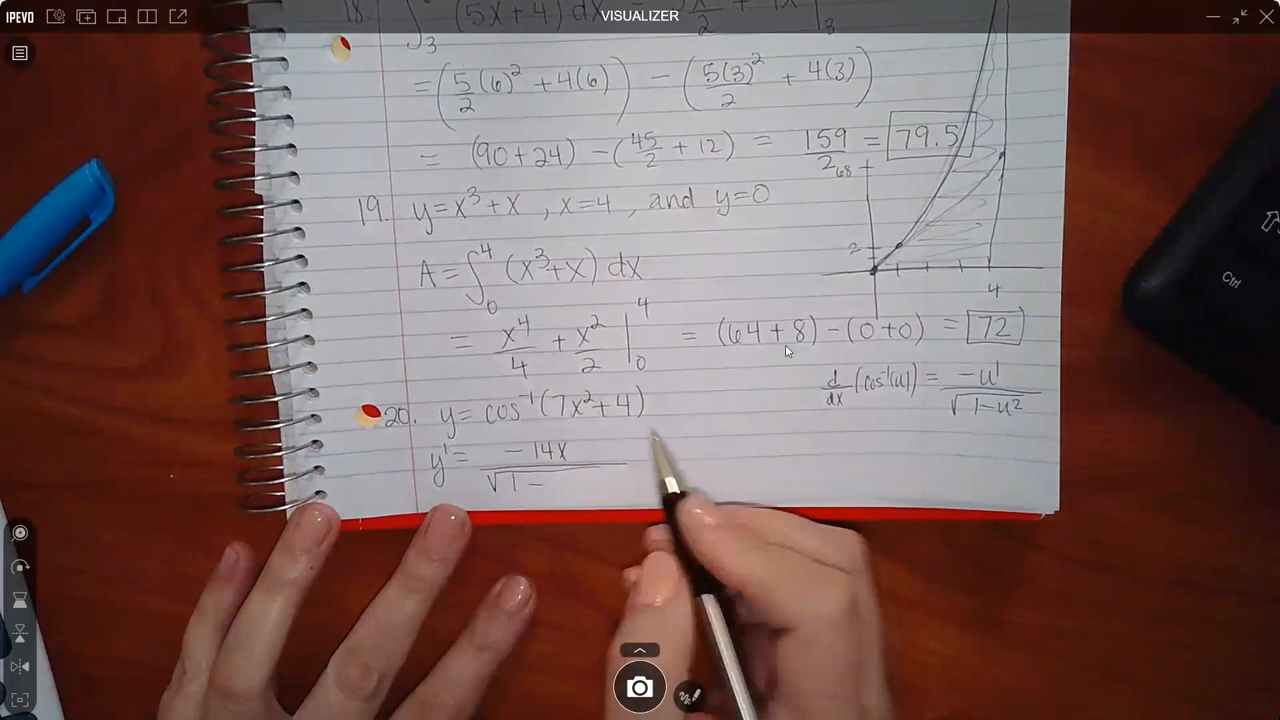 IPEVO
VISUALIZER
18. ∫₃ (5x+4) dx
= (5(6)²/2 + 4(6)) − (5(3)²/2 + 4(3))
= (90+24) − (45/2 + 12) = 159/2 = 79.5
68
19. y=x³+x , x=4 , and y=0
2
A = ∫₀⁴ (x³+x) dx
4
= x⁴/4 + x²/2 |₀⁴ = (64+8) − (0+0) = 72
d/dx (cos⁻¹(u)) = −u'/√(1−u²)
20. y= cos⁻¹(7x²+4)
y' = −14x/√(1−
Ctrl